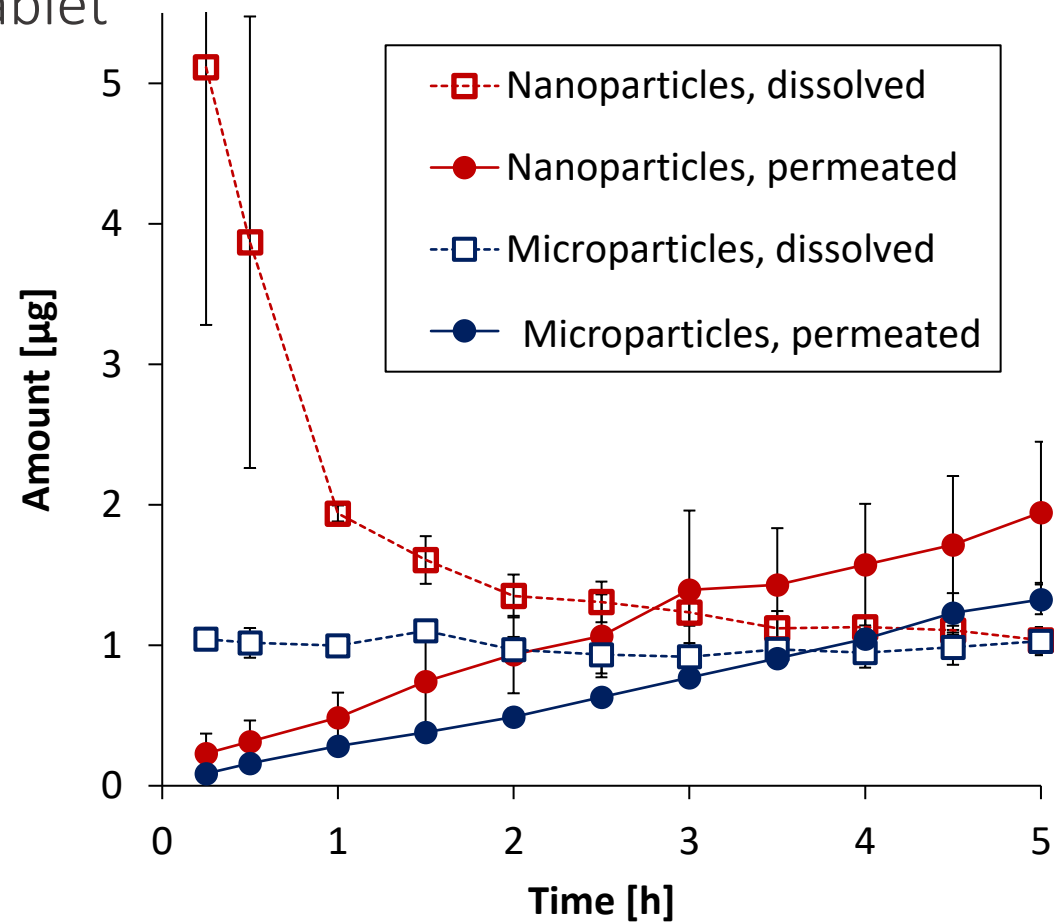 Nanoparticles, dissolved
Nanoparticles, permeated
Microparticles, dissolved
Microparticles, permeated
Amount [µg]
5
4
3
2
1
0
0 1 2 3 4 5
Time [h]